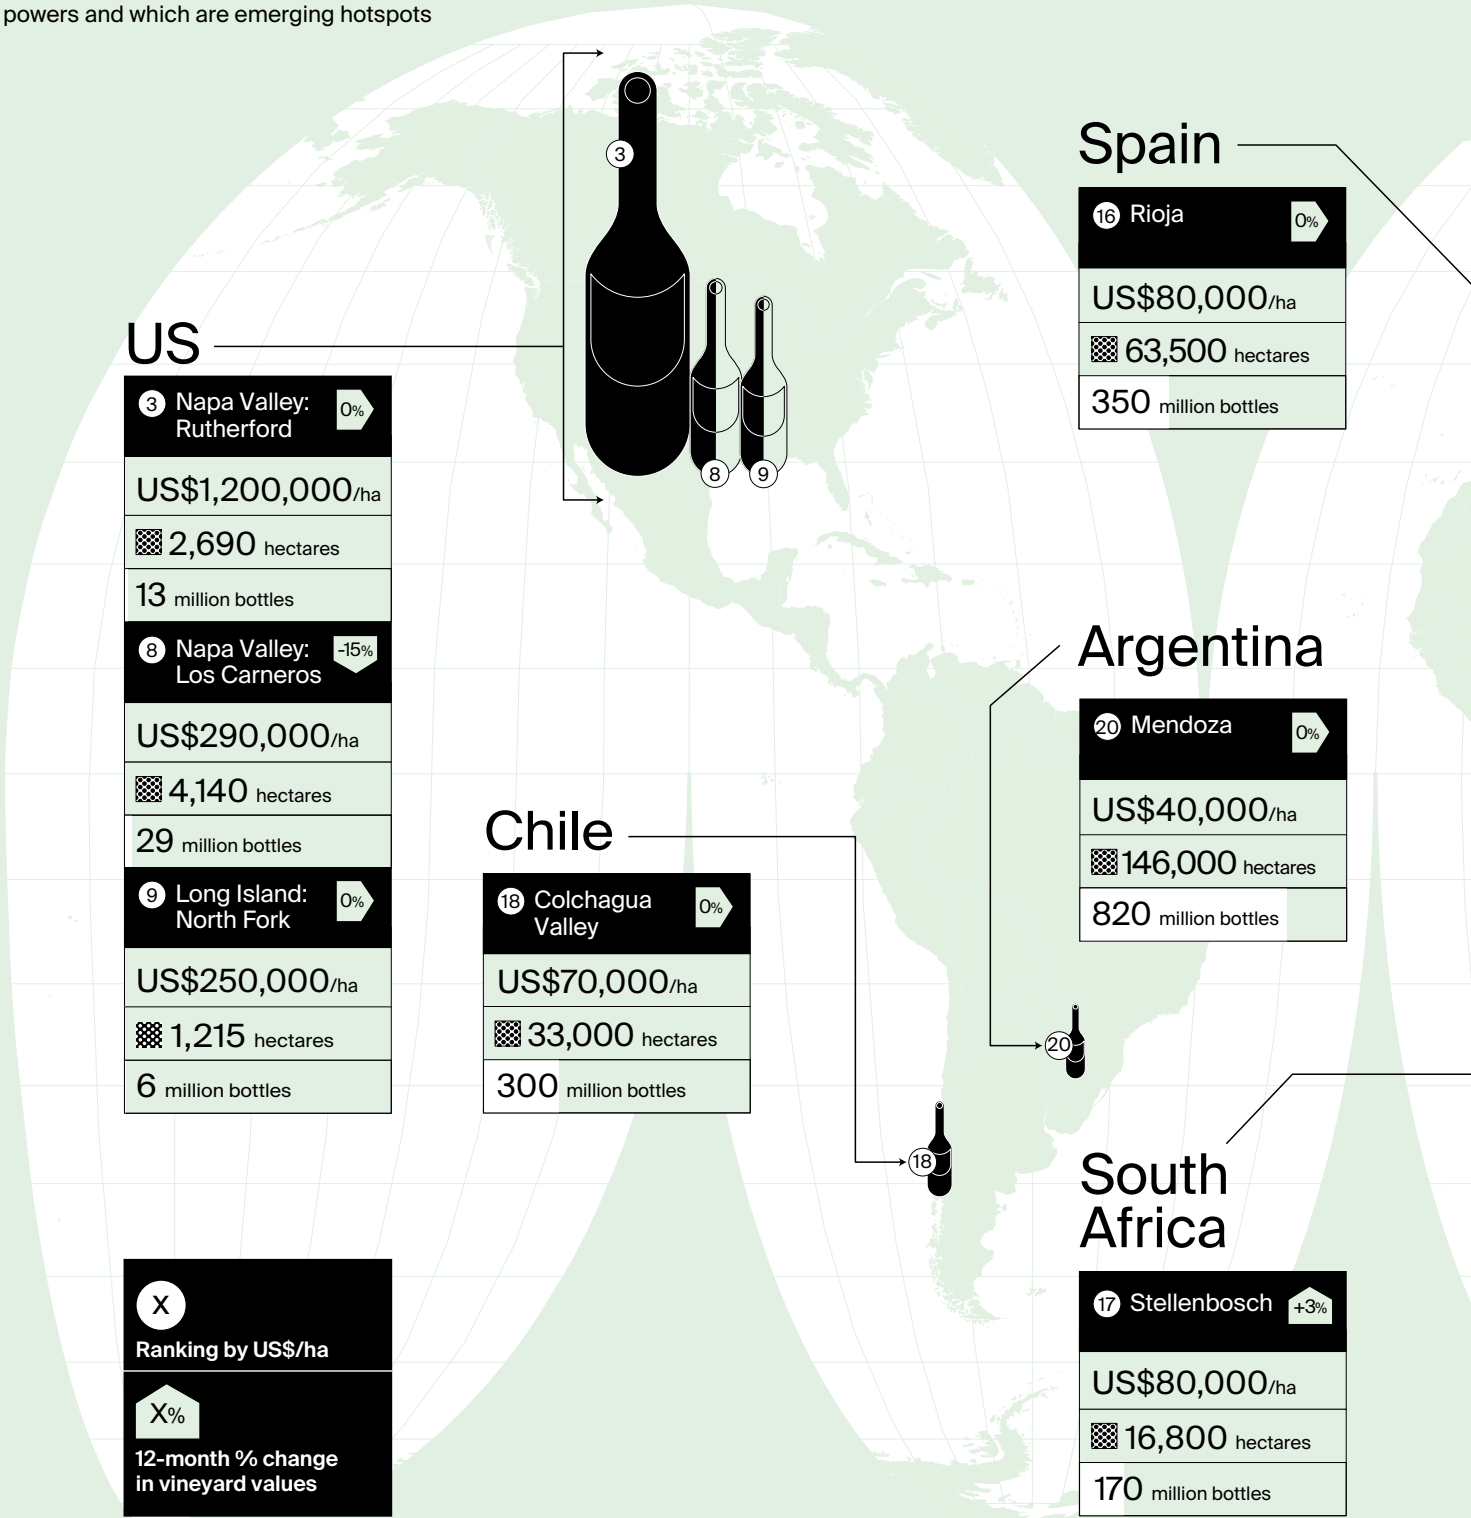 powers and which are emerging hotspots
3
8
9
US
3 Napa Valley: 0%
Rutherford
US$1,200,000/ha
2,690 hectares
13 million bottles
8 Napa Valley: -15%
Los Carneros
US$290,000/ha
4,140 hectares
29 million bottles
9 Long Island: 0%
North Fork
US$250,000/ha
1,215 hectares
6 million bottles
Chile
18 Colchagua 0%
Valley
US$70,000/ha
33,000 hectares
300 million bottles
18
Spain
16 Rioja 0%
US$80,000/ha
63,500 hectares
350 million bottles
Argentina
20 Mendoza 0%
US$40,000/ha
146,000 hectares
820 million bottles
20
South
Africa
17 Stellenbosch +3%
US$80,000/ha
16,800 hectares
170 million bottles
X
Ranking by US$/ha
X%
12-month % change
in vineyard values